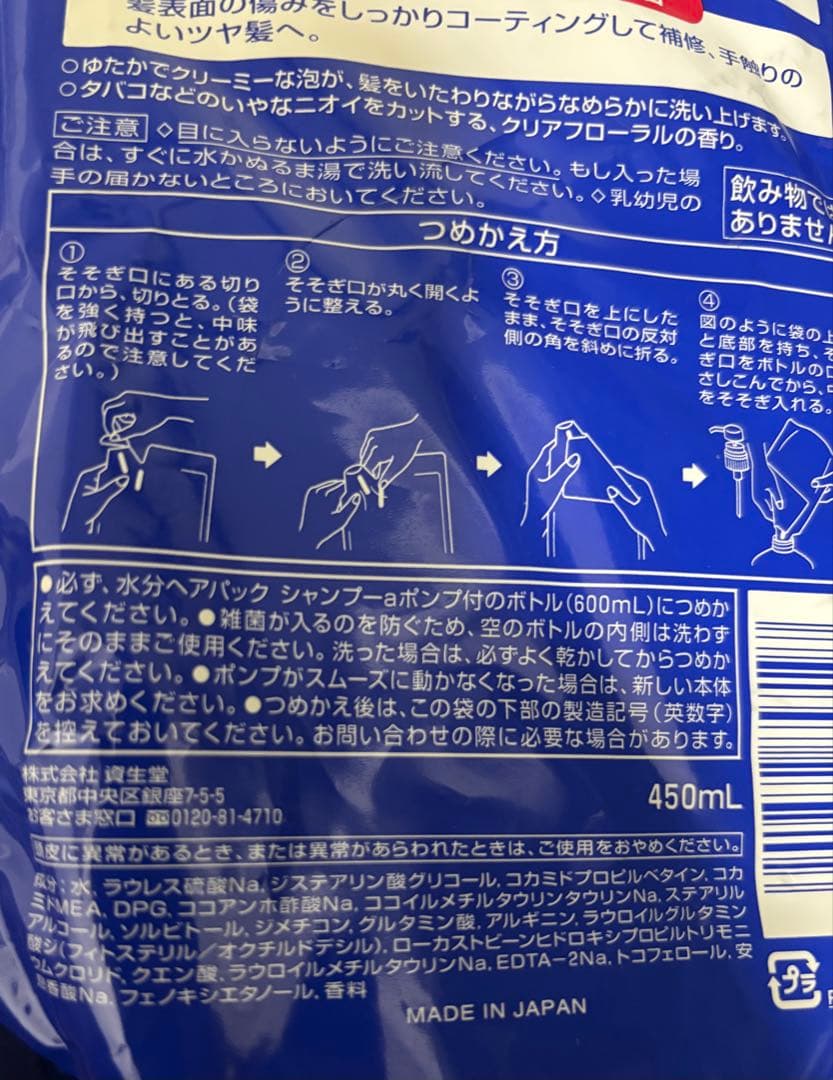 髪表面の傷みをしっかりコーティングして補修、手触りの
よいツヤ髪へ。
○ゆたかでクリーミーな泡が、髪をいたわりながらなめらかに洗い上げます。
○タバコなどのいやなニオイをカットする、クリアフローラルの香り。
ご注意 ◇目に入らないようにご注意ください。もし入った場
合は、すぐに水かぬるま湯で洗い流してください。◇乳幼児の
手の届かないところにおいてください。
飲み物では
ありません
つめかえ方
①
そそぎ口にある切り
口から、切りとる。(袋
を強く持つと、中味
が飛び出すことがあ
るので注意してくだ
さい。)
②
そそぎ口が丸く開くよ
うに整える。
③
そそぎ口を上にした
まま、そそぎ口の反対
側の角を斜めに折る。
④
図のように袋の上
と底部を持ち、そ
ぎ口をボトルの口
さしこんでから、中
をそそぎ入れる。
●必ず、水分ヘアパック シャンプーaポンプ付のボトル(600mL)につめか
えてください。●雑菌が入るのを防ぐため、空のボトルの内側は洗わず
にそのままご使用ください。洗った場合は、必ずよく乾かしてからつめか
えてください。●ポンプがスムーズに動かなくなった場合は、新しい本体
をお求めください。●つめかえ後は、この袋の下部の製造記号(英数字)
を控えておいてください。お問い合わせの際に必要な場合があります。
株式会社 資生堂
東京都中央区銀座7-5-5
お客さま窓口 0120-81-4710
450mL
頭皮に異常があるとき、または異常があらわれたときは、ご使用をおやめください。
成分：水, ラウレス硫酸Na, ジステアリン酸グリコール, コカミドプロピルベタイン, コカ
ミドMEA, DPG, ココアンホ酢酸Na, ココイルメチルタウリンタウリンNa, ステアリル
アルコール, ソルビトール, ジメチコン, グルタミン酸, アルギニン, ラウロイルグルタミン
酸ジ(フィトステリル／オクチルドデシル), ローカストビーンヒドロキシプロピルトリモニ
ウムクロリド, クエン酸, ラウロイルメチルタウリンNa, EDTA-2Na, トコフェロール, 安
息香酸Na, フェノキシエタノール, 香料
MADE IN JAPAN
プラ